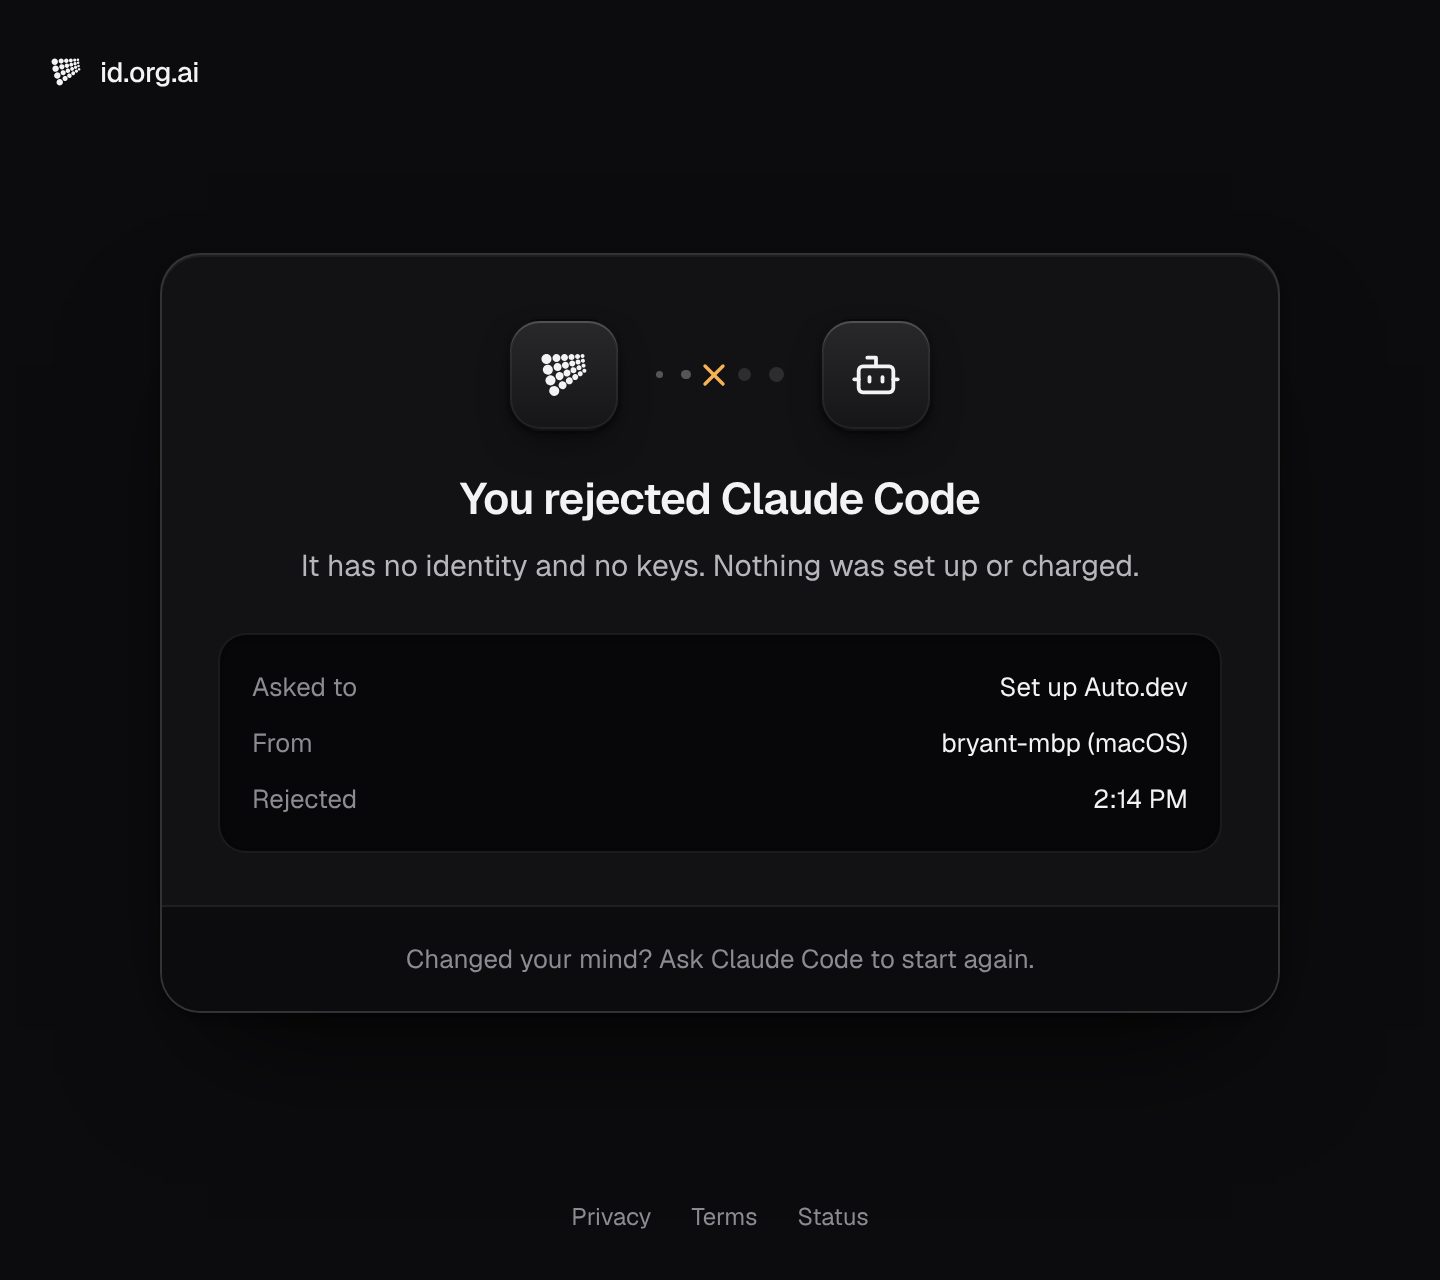 id.org.ai
You rejected Claude Code
It has no identity and no keys. Nothing was set up or charged.
Asked to Set up Auto.dev
From bryant-mbp (macOS)
Rejected 2:14 PM
Changed your mind? Ask Claude Code to start again.
Privacy Terms Status